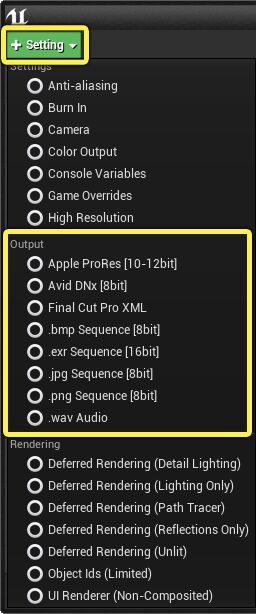 + Setting
Settings
Anti-aliasing
Burn In
Camera
Color Output
Console Variables
Game Overrides
High Resolution
Output
Apple ProRes [10-12bit]
Avid DNx [8bit]
Final Cut Pro XML
.bmp Sequence [8bit]
.exr Sequence [16bit]
.jpg Sequence [8bit]
.png Sequence [8bit]
.wav Audio
Rendering
Deferred Rendering (Detail Lighting)
Deferred Rendering (Lighting Only)
Deferred Rendering (Path Tracer)
Deferred Rendering (Reflections Only)
Deferred Rendering (Unlit)
Object Ids (Limited)
UI Renderer (Non-Composited)